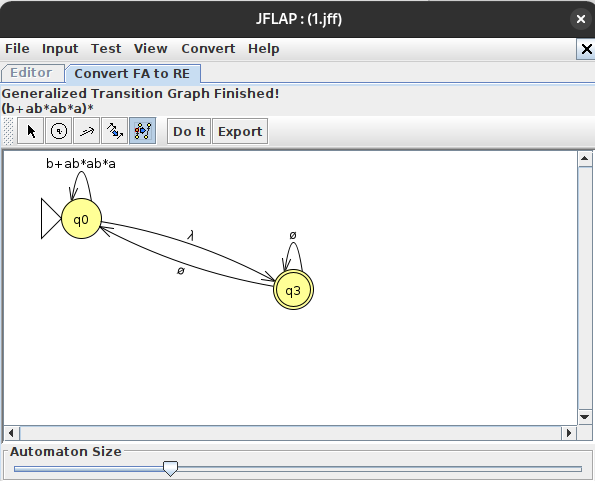 JFLAP : (1.jff)
File Input Test View Convert Help
Editor Convert FA to RE
Generalized Transition Graph Finished!
(b+ab*ab*a)*
Do It Export
b+ab*ab*a
q0
λ
ø
ø
q3
Automaton Size